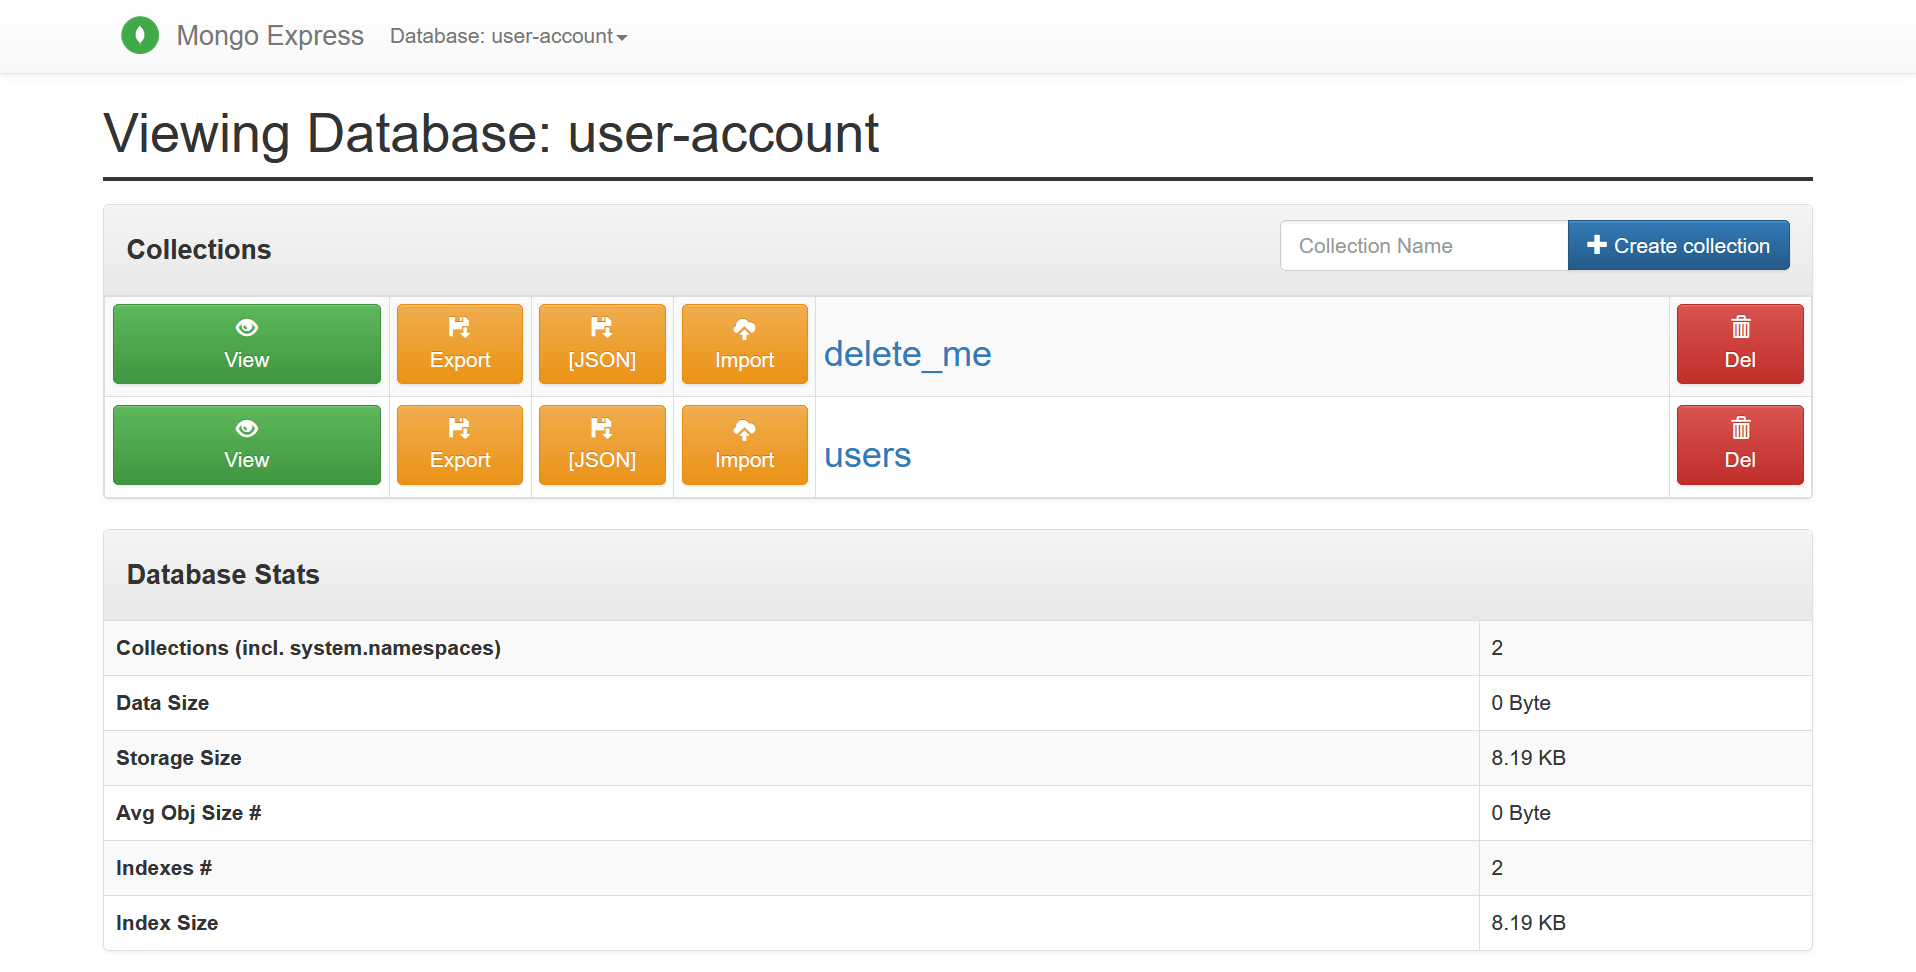 Mongo Express Database: user-account
Viewing Database: user-account
Collections Collection Name Create collection
View Export [JSON] Import delete_me Del
View Export [JSON] Import users Del
Database Stats
Collections (incl. system.namespaces) 2
Data Size 0 Byte
Storage Size 8.19 KB
Avg Obj Size # 0 Byte
Indexes # 2
Index Size 8.19 KB